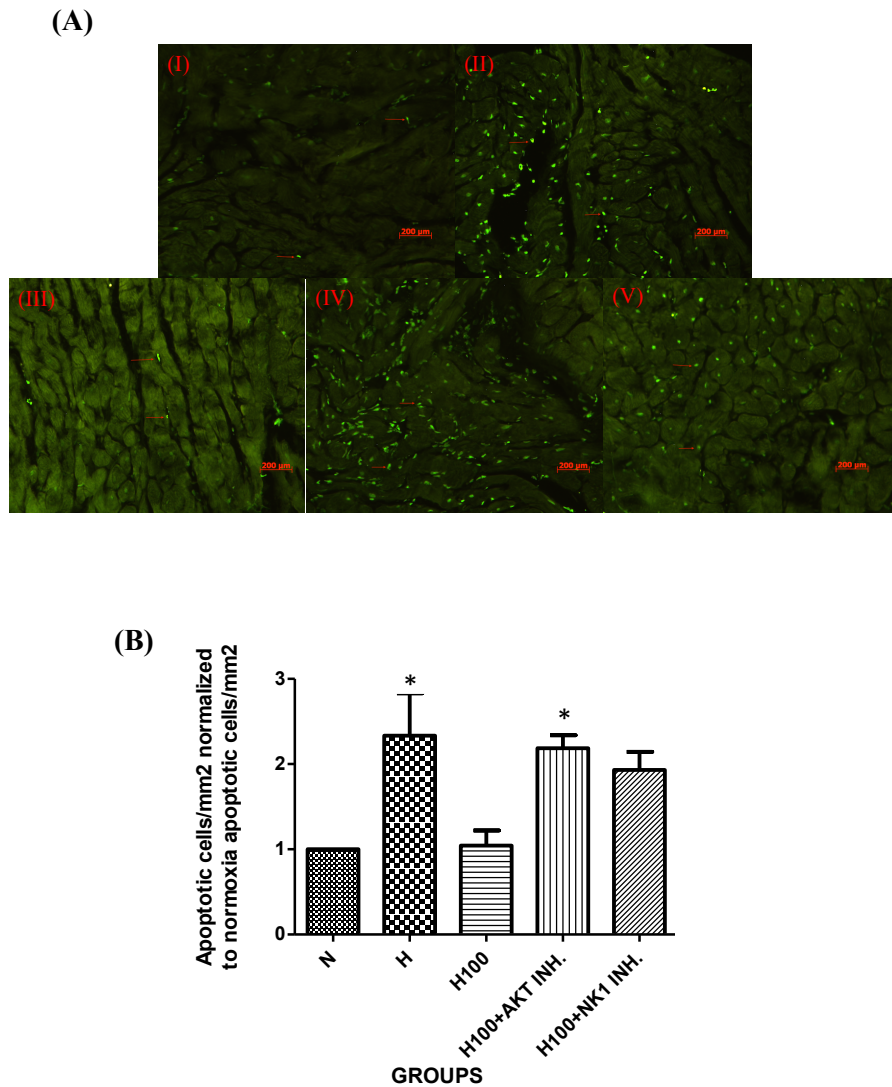 (A)
(I)
(II)
200 µm
200 µm
(III)
(IV)
(V)
200 µm
200 µm
200 µm
(B)
Apoptotic cells/mm2 normalized
to normoxia apoptotic cells/mm2
3
2
1
0
*
*
N
H
H100
H100+AKT INH.
H100+NK1 INH.
GROUPS